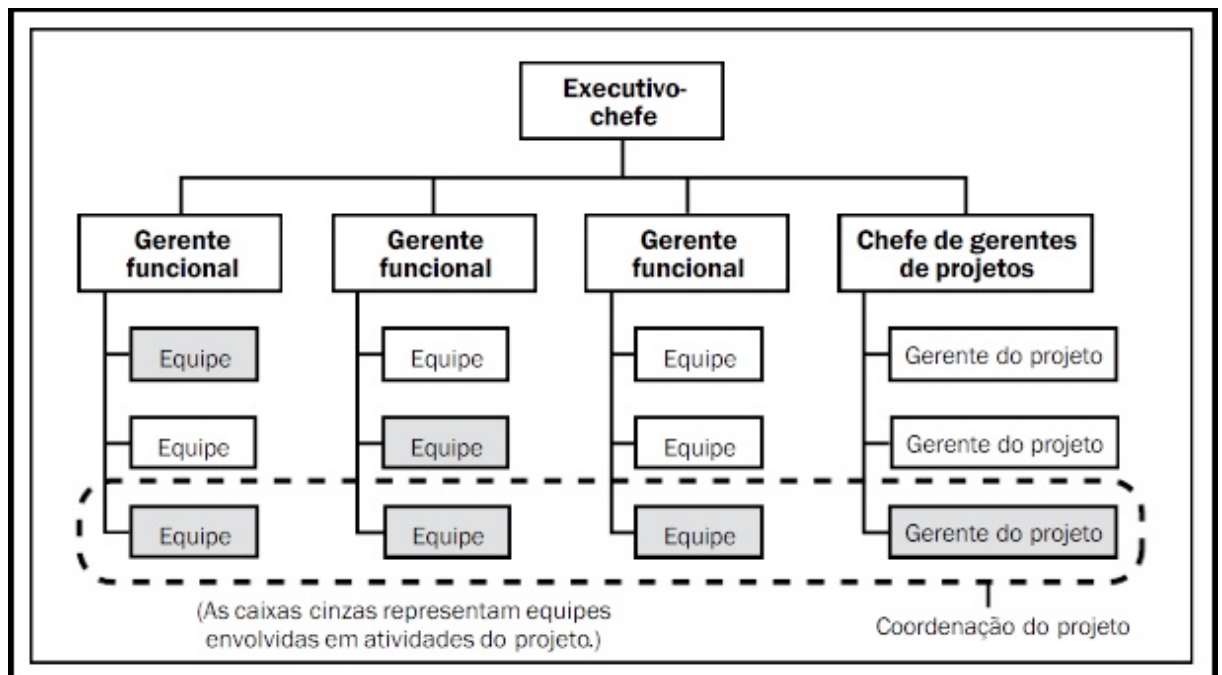 Executivo-
chefe
Gerente
funcional
Gerente
funcional
Gerente
funcional
Chefe de gerentes
de projetos
Equipe
Equipe
Equipe
Gerente do projeto
Equipe
Equipe
Equipe
Gerente do projeto
Equipe
Equipe
Equipe
Gerente do projeto
(As caixas cinzas representam equipes
envolvidas em atividades do projeto.)
Coordenação do projeto